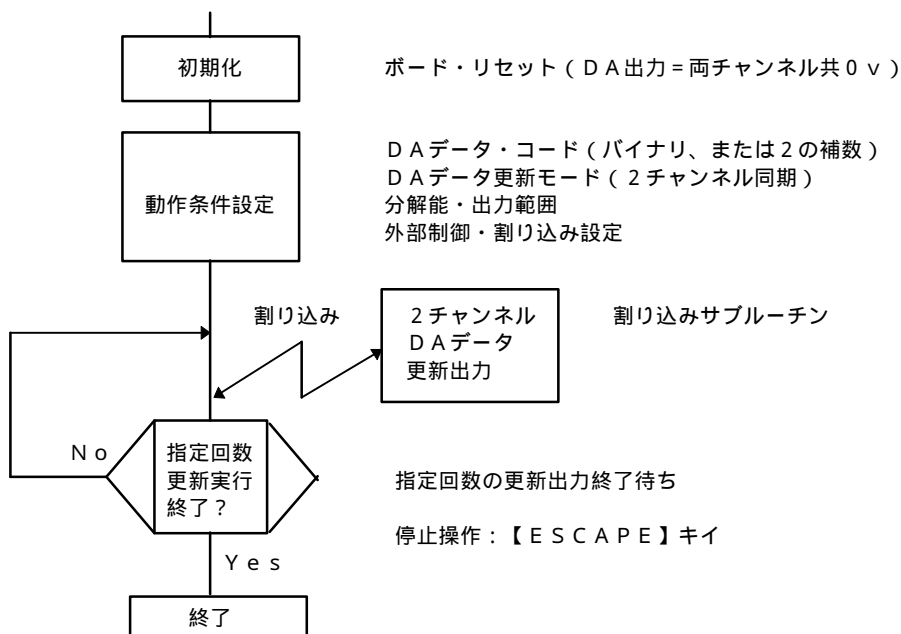 初期化
ボード・リセット(DA出力=両チャンネル共0v)
動作条件設定
DAデータ・コード(バイナリ、または2の補数)
DAデータ更新モード(2チャンネル同期)
分解能・出力範囲
外部制御・割り込み設定
割り込み
2チャンネル
DAデータ
更新出力
割り込みサブルーチン
No
指定回数
更新実行
終了?
指定回数の更新出力終了待ち
停止操作:【ESCAPE】キイ
Yes
終了